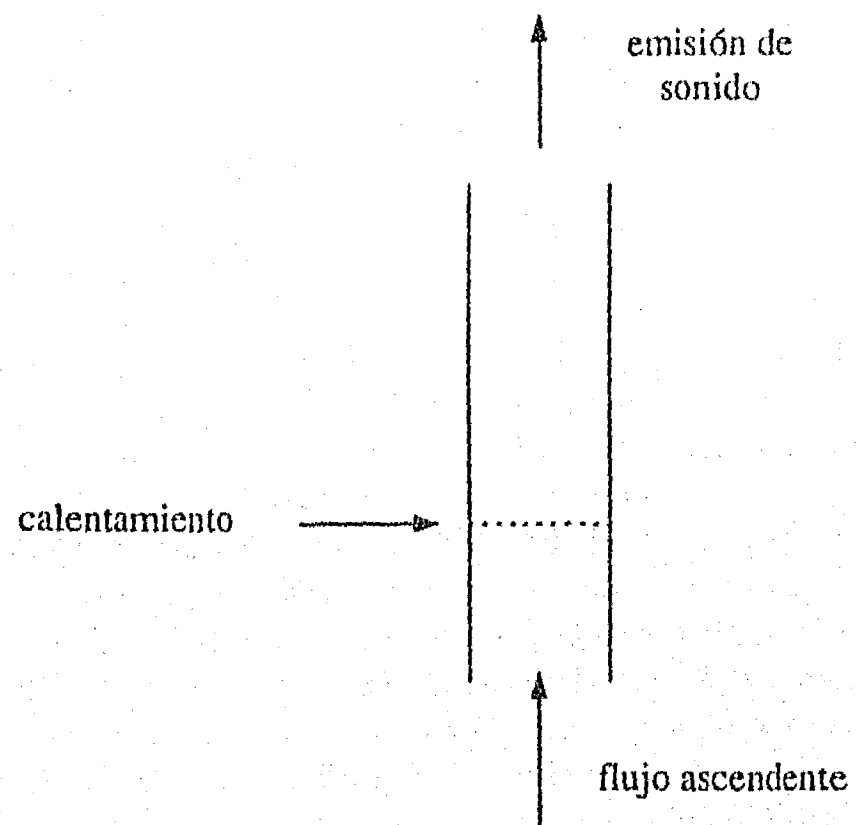 emisión de
sonido
calentamiento
flujo ascendente